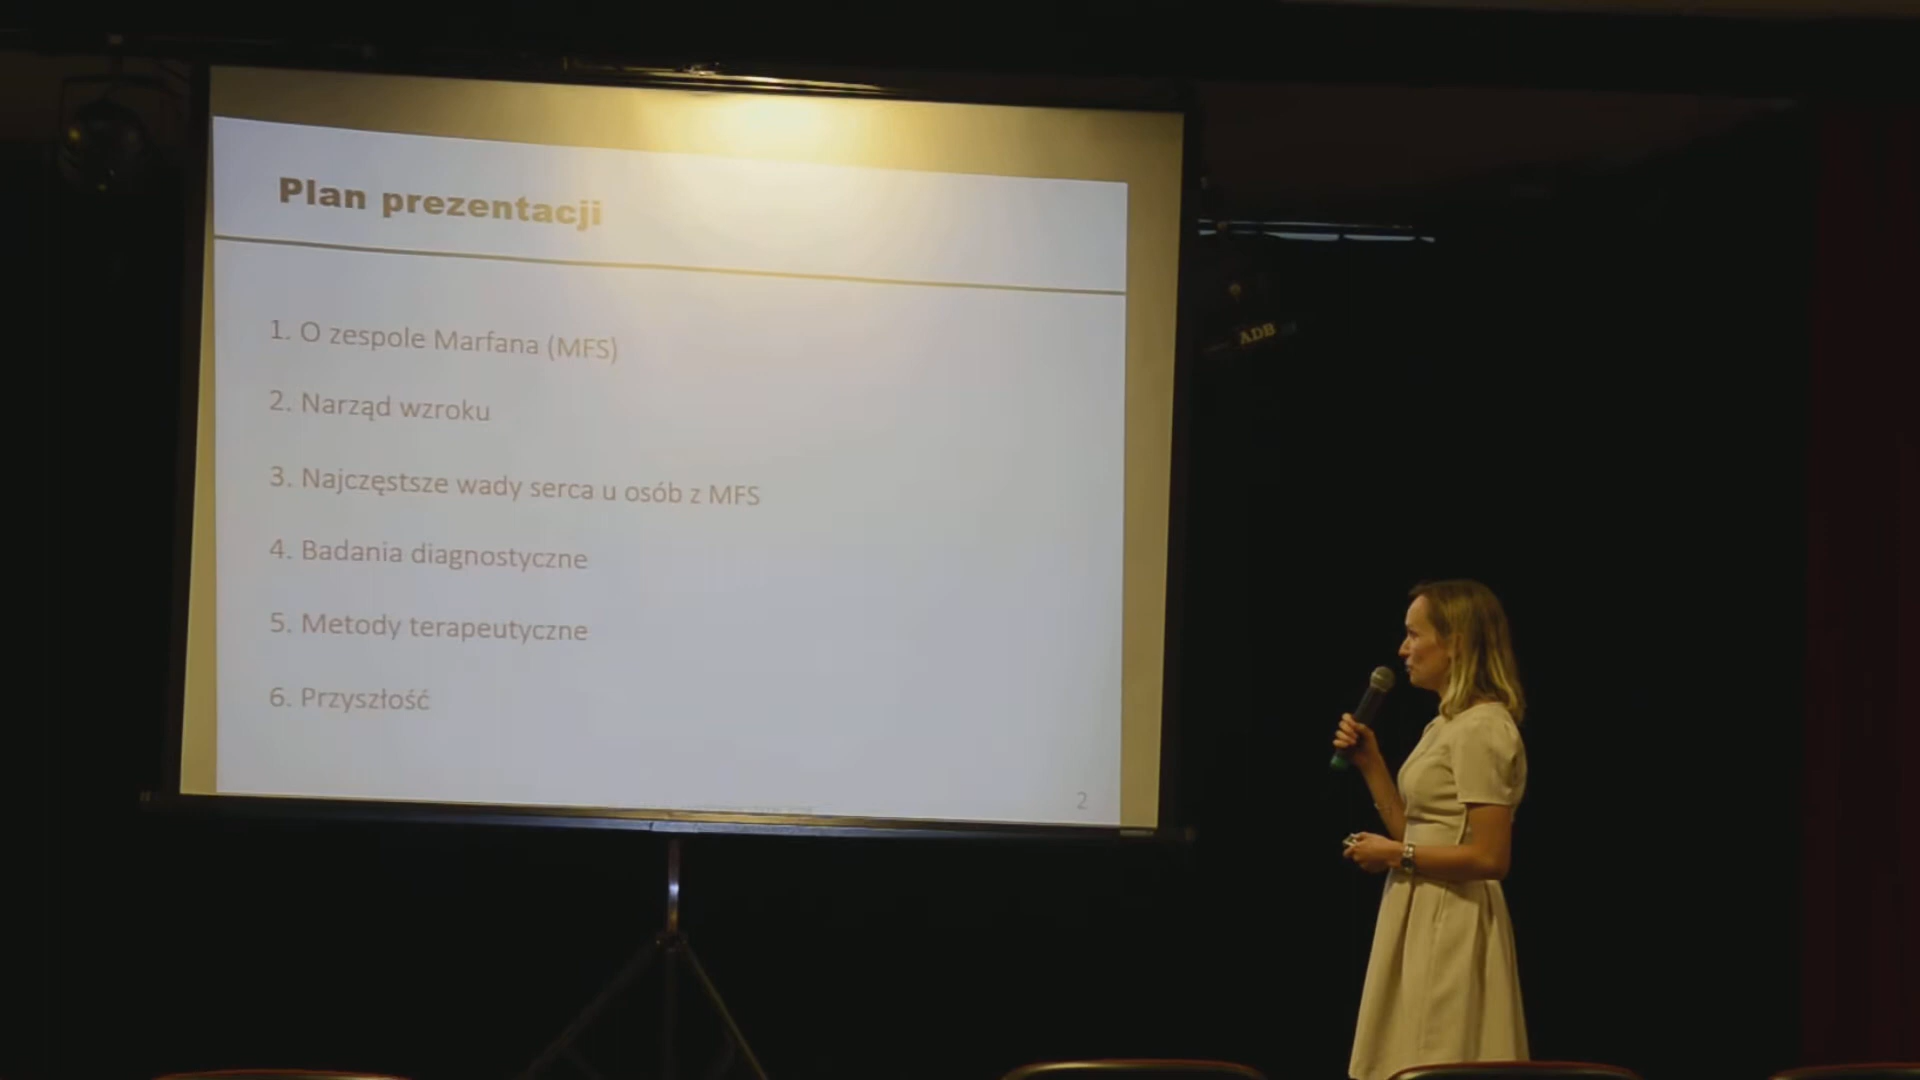 Plan prezentacji
1. O zespole Marfana (MFS)
2. Narząd wzroku
3. Najczęstsze wady serca u osób z MFS
4. Badania diagnostyczne
5. Metody terapeutyczne
6. Przyszłość
2
ADB